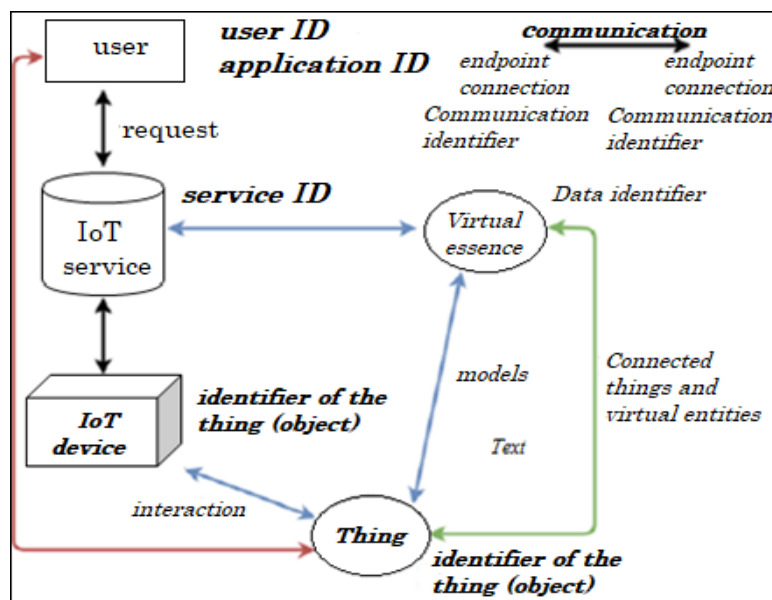 user
user ID
application ID
communication
endpoint
connection
Communication
identifier
endpoint
connection
Communication
identifier
request
service ID
IoT
service
Virtual
essence
Data identifier
models
Connected
things and
virtual entities
IoT
device
identifier of the
thing (object)
Text
interaction
Thing
identifier of the
thing (object)